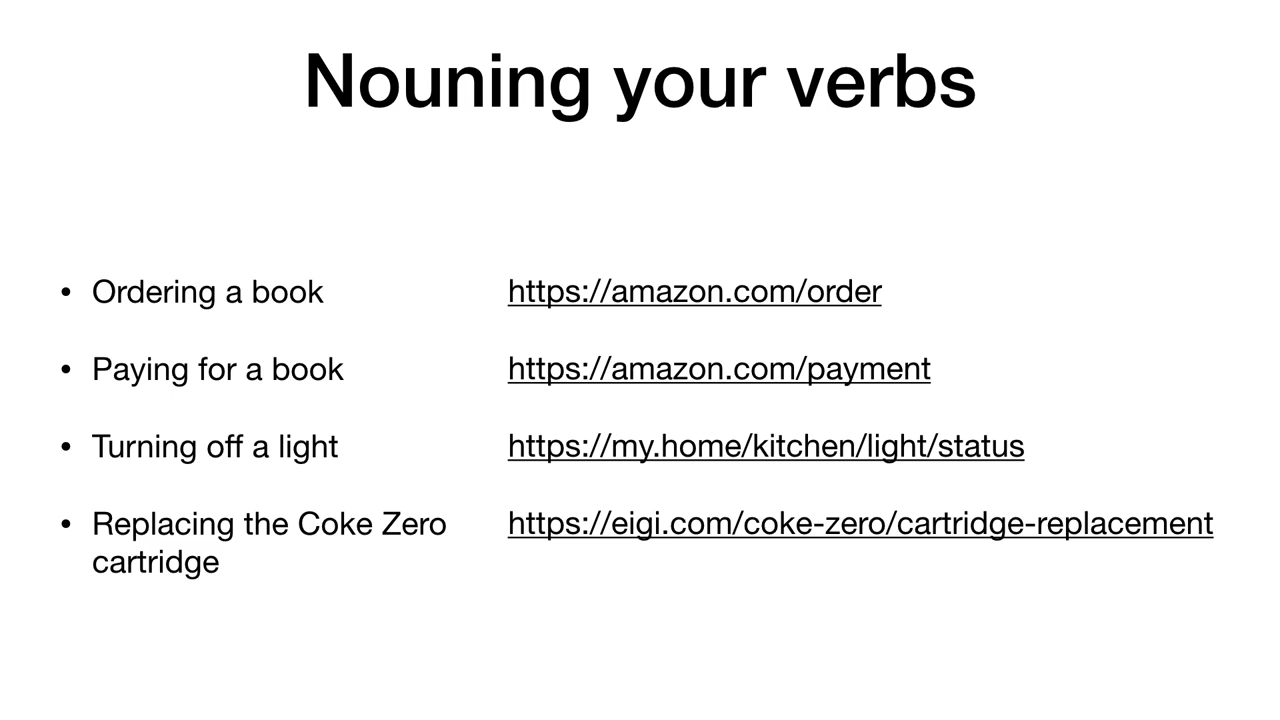 Nouning your verbs
• Ordering a book https://amazon.com/order
• Paying for a book https://amazon.com/payment
• Turning off a light https://my.home/kitchen/light/status
• Replacing the Coke Zero https://eigi.com/coke-zero/cartridge-replacement
cartridge